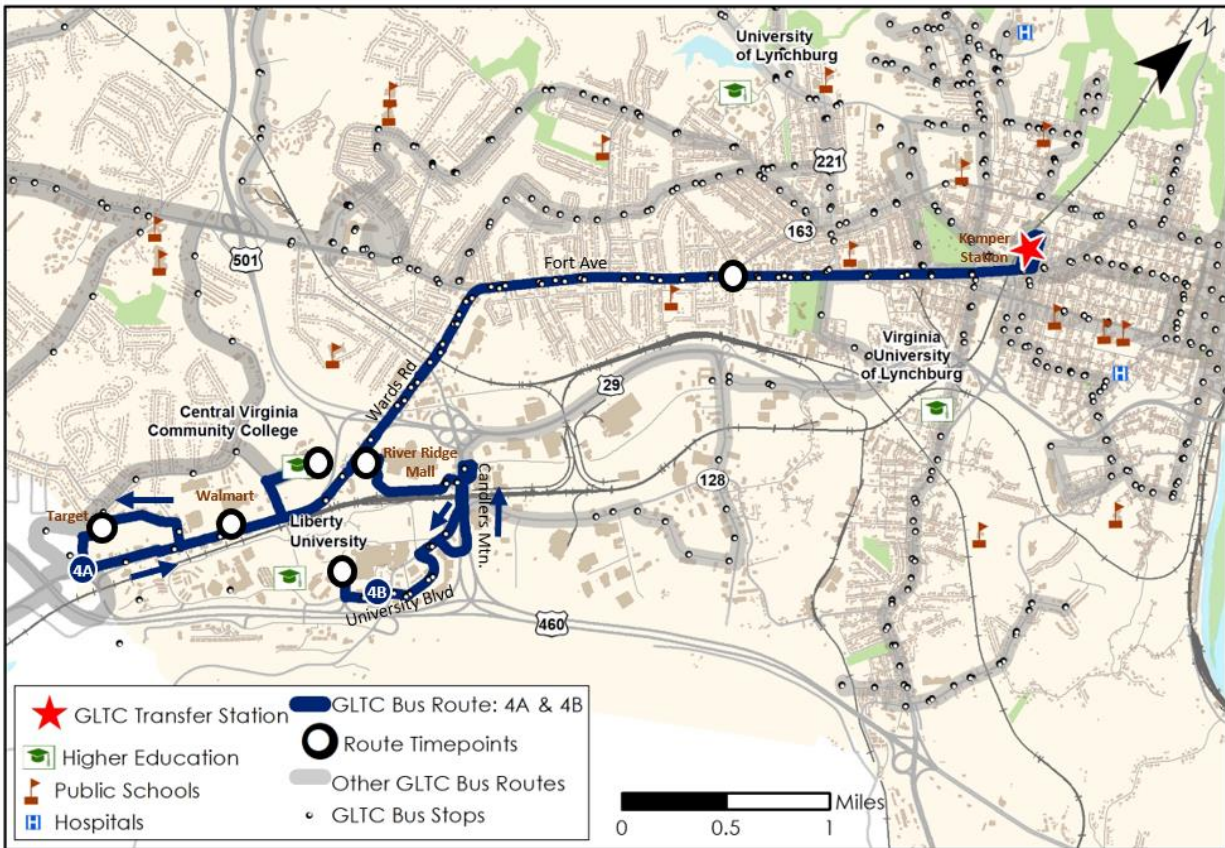 University
of Lynchburg
H
N
221
163
Kemper
Station
501
Fort Ave
Virginia
University
of Lynchburg
H
29
Wards Rd
Central Virginia
Community College
River Ridge
Mall
Candlers Mtn.
128
Walmart
Target
Liberty
University
4A
4B
University Blvd
460
GLTC Transfer Station
Higher Education
Public Schools
H Hospitals
GLTC Bus Route: 4A & 4B
Route Timepoints
Other GLTC Bus Routes
GLTC Bus Stops
Miles
0 0.5 1